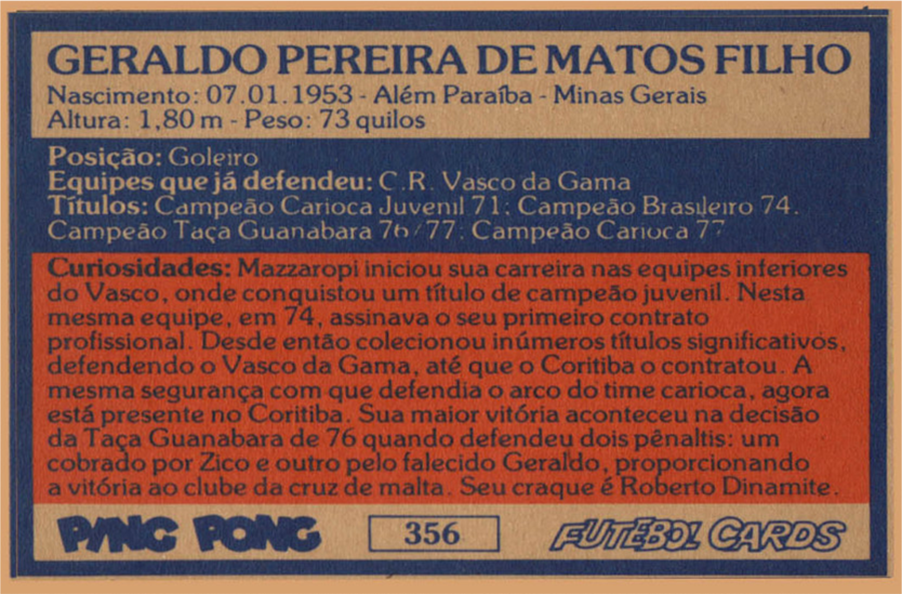 GERALDO PEREIRA DE MATOS FILHO
Nascimento: 07.01.1953 - Além Paraíba - Minas Gerais
Altura: 1,80 m - Peso: 73 quilos
Posição: Goleiro
Equipes que já defendeu: C.R. Vasco da Gama
Títulos: Campeão Carioca Juvenil 71; Campeão Brasileiro 74.
Campeão Taça Guanabara 76/77; Campeão Carioca 77
Curiosidades: Mazzaropi iniciou sua carreira nas equipes inferiores
do Vasco, onde conquistou um título de campeão juvenil. Nesta
mesma equipe, em 74, assinava o seu primeiro contrato
profissional. Desde então colecionou inúmeros títulos significativos,
defendendo o Vasco da Gama, até que o Coritiba o contratou. A
mesma segurança com que defendia o arco do time carioca, agora
está presente no Coritiba. Sua maior vitória aconteceu na decisão
da Taça Guanabara de 76 quando defendeu dois pênaltis: um
cobrado por Zico e outro pelo falecido Geraldo, proporcionando
a vitória ao clube da cruz de malta. Seu craque é Roberto Dinamite.
PING PONG 356 FUTEBOL CARDS